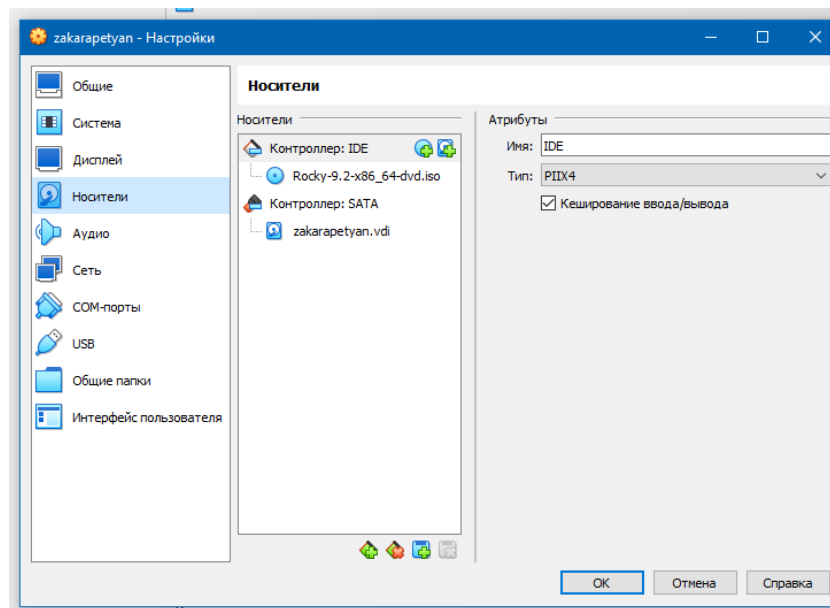 zakarapetyan - Настройки
Общие
Система
Дисплей
Носители
Аудио
Сеть
COM-порты
USB
Общие папки
Интерфейс пользователя
Носители
Носители
Контроллер: IDE
Rocky-9.2-x86_64-dvd.iso
Контроллер: SATA
zakarapetyan.vdi
Атрибуты
Имя: IDE
Тип: PIIX4
Кеширование ввода/вывода
OK Отмена Справка